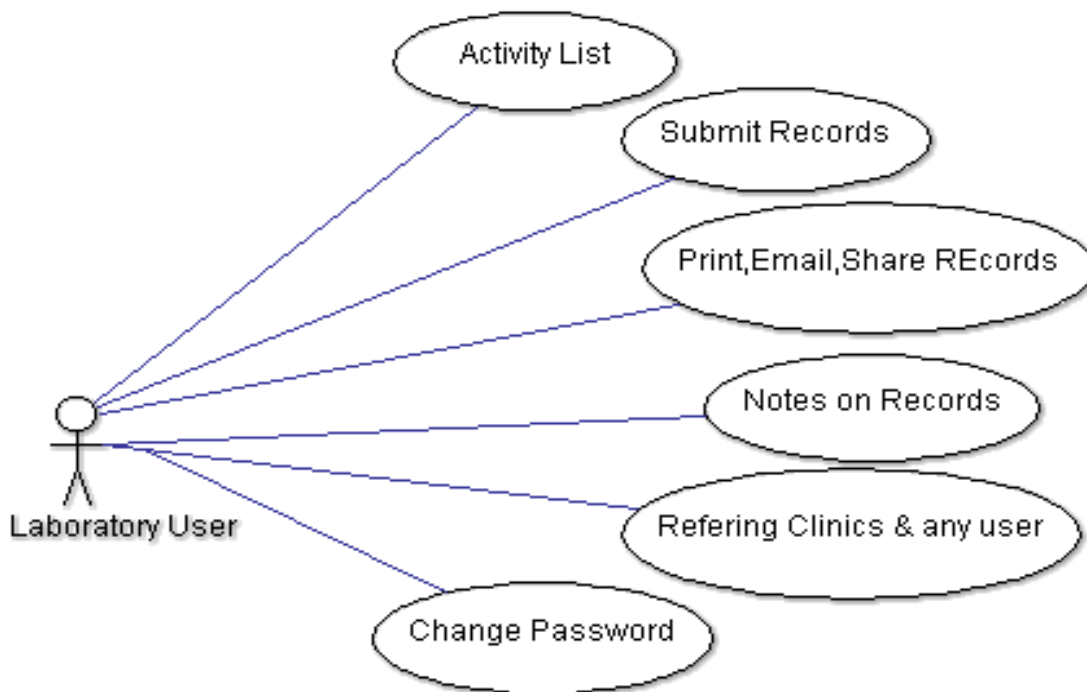 Activity List
Submit Records
Print,Email,Share REcords
Notes on Records
Laboratory User
Refering Clinics & any user
Change Password